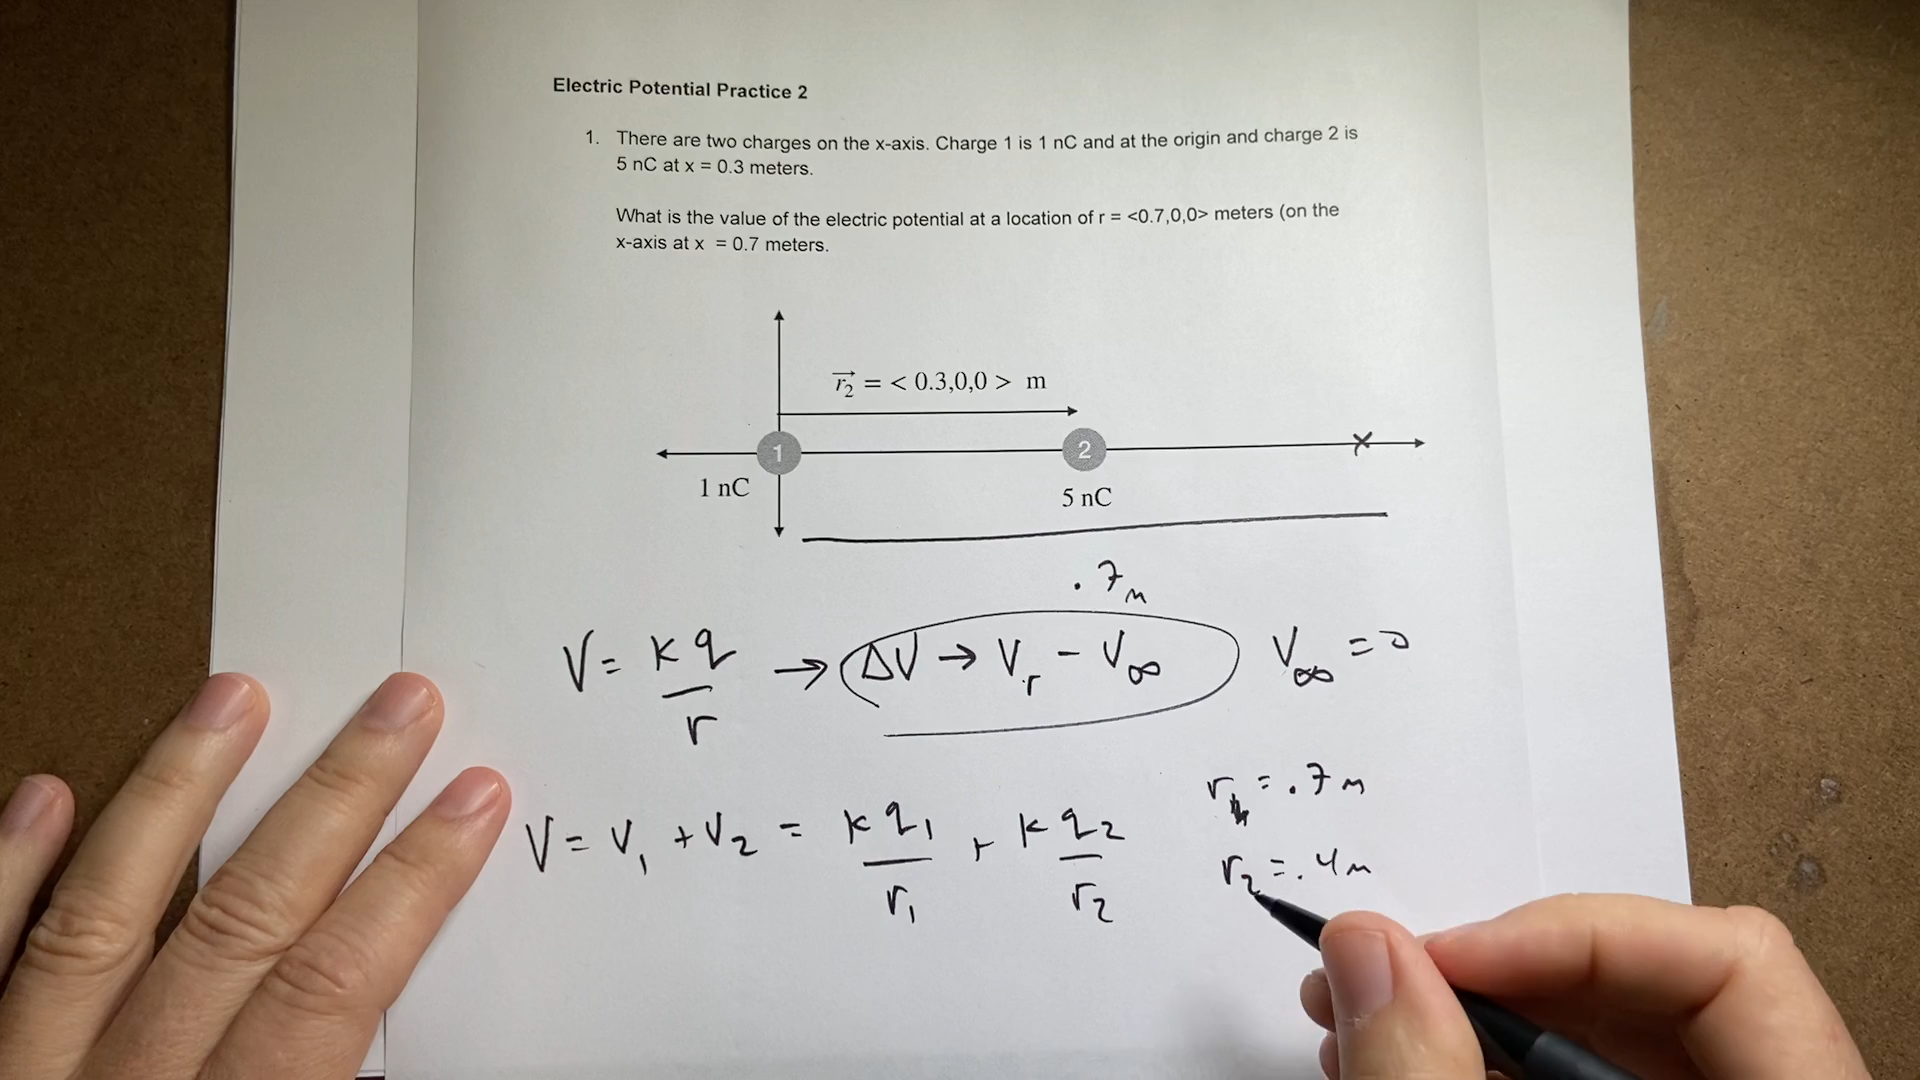 Electric Potential Practice 2
1. There are two charges on the x-axis. Charge 1 is 1 nC and at the origin and charge 2 is
5 nC at x = 0.3 meters.
What is the value of the electric potential at a location of r = <0.7,0,0> meters (on the
x-axis at x = 0.7 meters.
r₂⃗ = < 0.3,0,0 > m
1 2
1 nC 5 nC
.7m
V = kq/r → ΔV → Vᵣ - V∞ V∞ = 0
r₁ = .7 m
V = V₁ + V₂ = kq₁/r₁ + kq₂/r₂
r₂ = .4 m